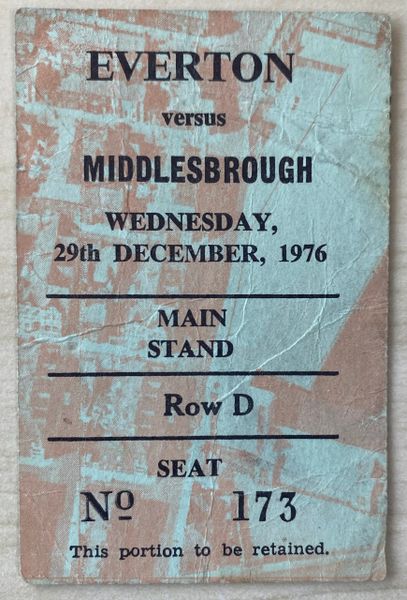 EVERTON
versus
MIDDLESBROUGH
WEDNESDAY,
29th DECEMBER, 1976
MAIN
STAND
Row D
SEAT
Nº 173
This portion to be retained.